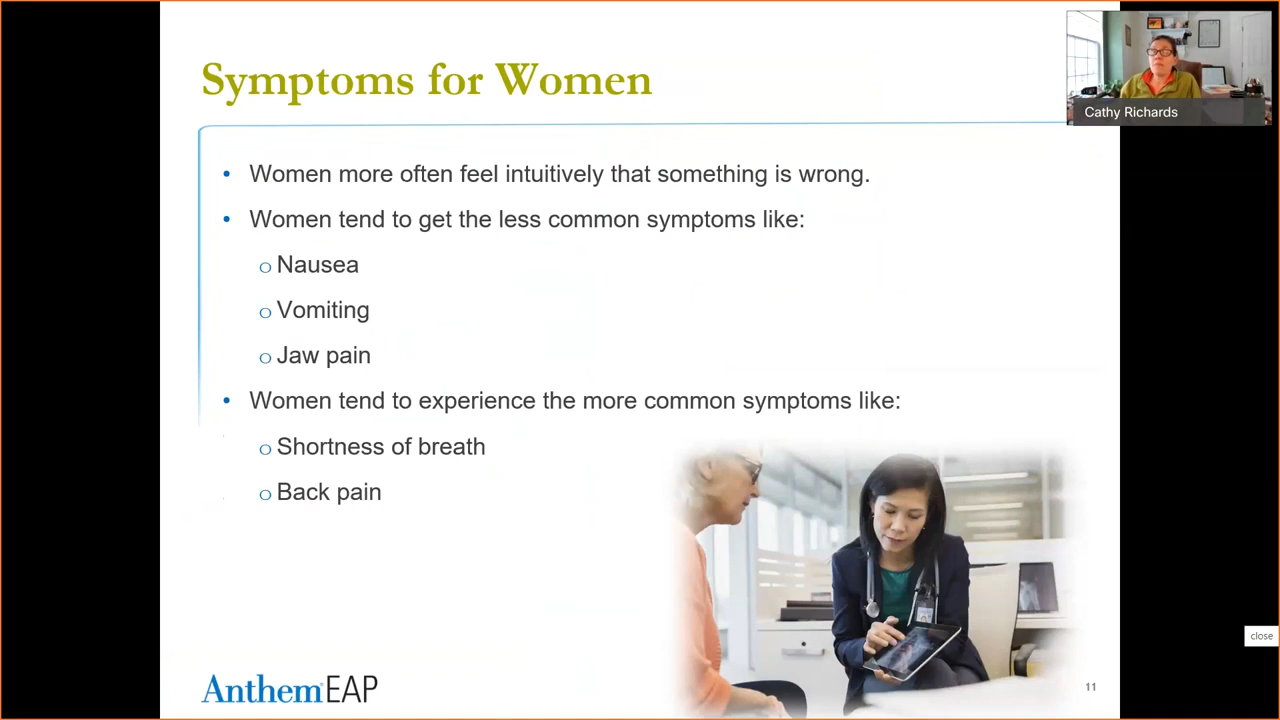 Symptoms for Women
Cathy Richards
• Women more often feel intuitively that something is wrong.
• Women tend to get the less common symptoms like:
o Nausea
o Vomiting
o Jaw pain
• Women tend to experience the more common symptoms like:
o Shortness of breath
o Back pain
close
Anthem EAP
11